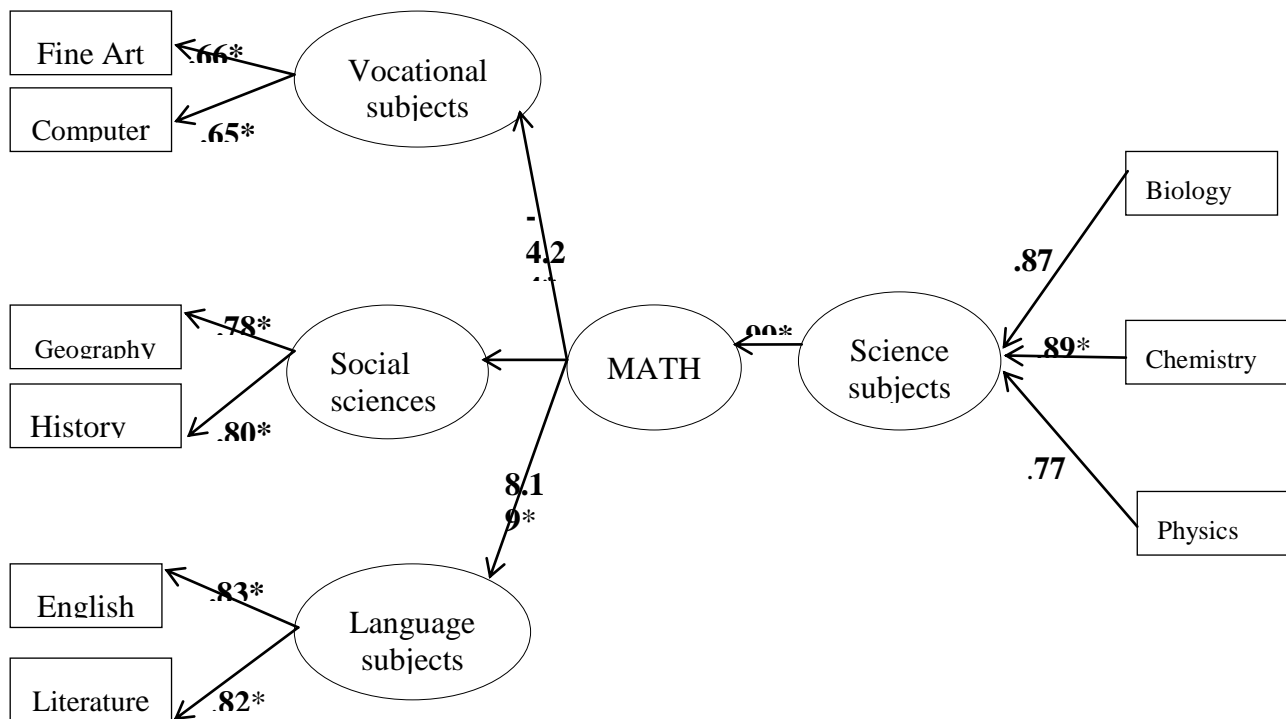 Fine Art
.66*
Computer
.65*
Vocational
subjects
-
4.2
Biology
.87
Geography
.78*
History
.80*
Social
sciences
MATH
.99*
Science
subjects
.89*
Chemistry
.77
Physics
8.1
9*
English
.83*
Literature
.82*
Language
subjects